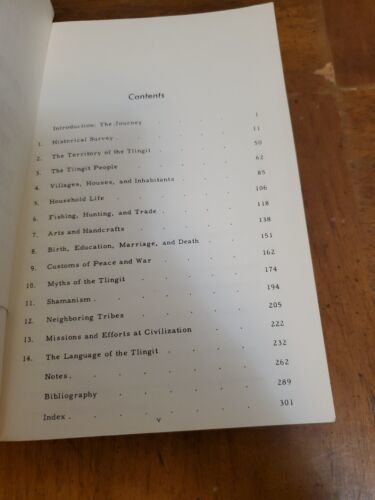 Contents
Introduction: The Journey 1
1. Historical Survey 11
2. The Territory of the Tlingit 50
3. The Tlingit People 62
4. Villages, Houses, and Inhabitants 85
5. Household Life 106
6. Fishing, Hunting, and Trade 118
7. Arts and Handcrafts 138
8. Birth, Education, Marriage, and Death 151
9. Customs of Peace and War 162
10. Myths of the Tlingit 174
11. Shamanism 194
12. Neighboring Tribes 205
13. Missions and Efforts at Civilization 222
14. The Language of the Tlingit 232
Notes 262
Bibliography 289
Index 301
v